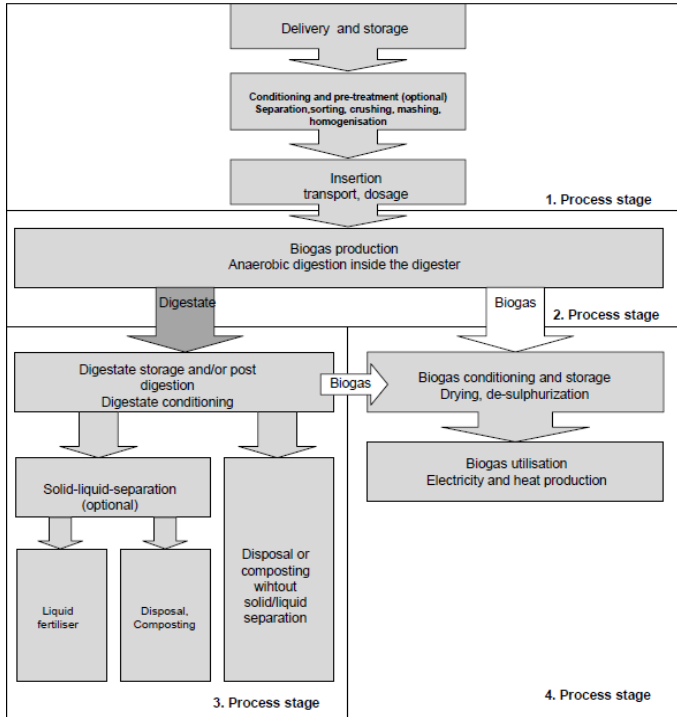 Delivery and storage
Conditioning and pre-treatment (optional)
Separation,sorting, crushing, mashing,
homogenisation
Insertion
transport, dosage
1. Process stage
Biogas production
Anaerobic digestion inside the digester
Digestate
Biogas
2. Process stage
Digestate storage and/or post
digestion
Digestate conditioning
Biogas
Biogas conditioning and storage
Drying, de-sulphurization
Biogas utilisation
Electricity and heat production
Solid-liquid-separation
(optional)
Liquid
fertiliser
Disposal,
Composting
Disposal or
composting
wihtout
solid/liquid
separation
3. Process stage
4. Process stage